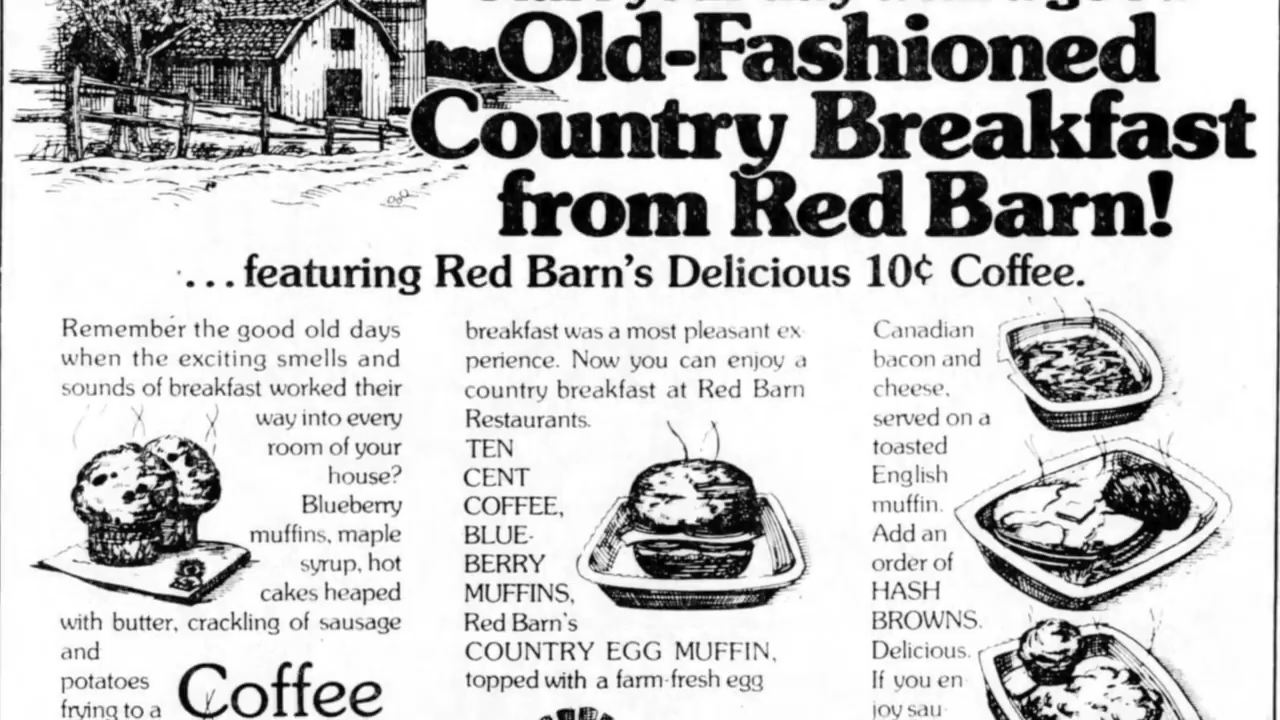 Old-Fashioned
Country Breakfast
from Red Barn!
...featuring Red Barn's Delicious 10¢ Coffee.
Remember the good old days
when the exciting smells and
sounds of breakfast worked their
way into every
room of your
house?
Blueberry
muffins, maple
syrup, hot
cakes heaped
with butter, crackling of sausage
and
potatoes
frying to a
Coffee
breakfast was a most pleasant ex-
perience. Now you can enjoy a
country breakfast at Red Barn
Restaurants.
TEN
CENT
COFFEE,
BLUE-
BERRY
MUFFINS,
Red Barn's
COUNTRY EGG MUFFIN,
topped with a farm-fresh egg
Canadian
bacon and
cheese,
served on a
toasted
English
muffin.
Add an
order of
HASH
BROWNS.
Delicious.
If you en-
joy sau-